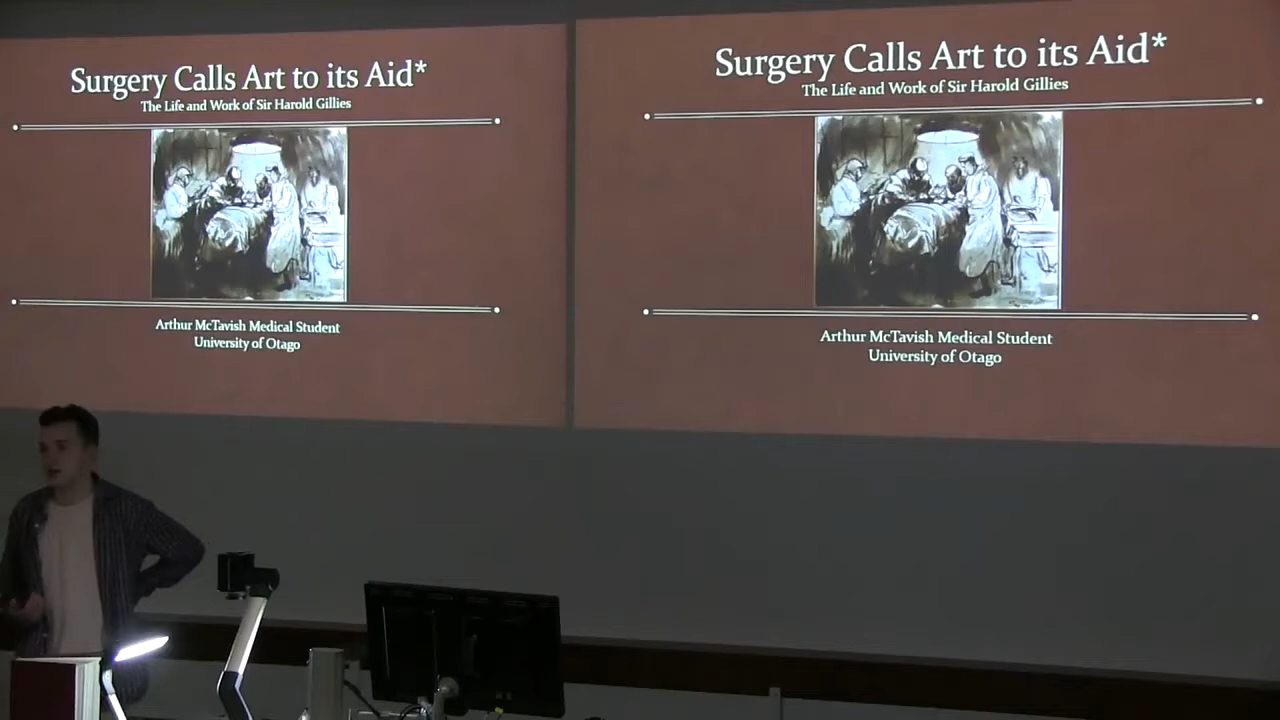 Surgery Calls Art to its Aid*
The Life and Work of Sir Harold Gillies
Arthur McTavish Medical Student
University of Otago
Surgery Calls Art to its Aid*
The Life and Work of Sir Harold Gillies
Arthur McTavish Medical Student
University of Otago